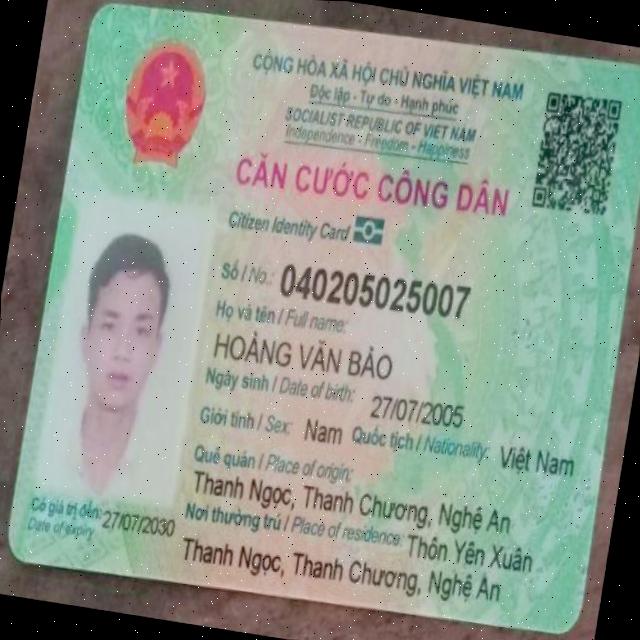 CỘNG HÒA XÃ HỘI CHỦ NGHĨA VIỆT NAM
Độc lập - Tự do - Hạnh phúc
SOCIALIST REPUBLIC OF VIET NAM
Independence - Freedom - Happiness
CĂN CƯỚC CÔNG DÂN
Citizen Identity Card
Số / No.: 040205025007
Họ và tên / Full name:
HOÀNG VĂN BẢO
Ngày sinh / Date of birth: 27/07/2005
Giới tính / Sex: Nam Quốc tịch / Nationality: Việt Nam
Quê quán / Place of origin:
Thanh Ngọc, Thanh Chương, Nghệ An
Nơi thường trú / Place of residence: Thôn Yên Xuân
Thanh Ngọc, Thanh Chương, Nghệ An
Có giá trị đến: 27/07/2030
Date of expiry